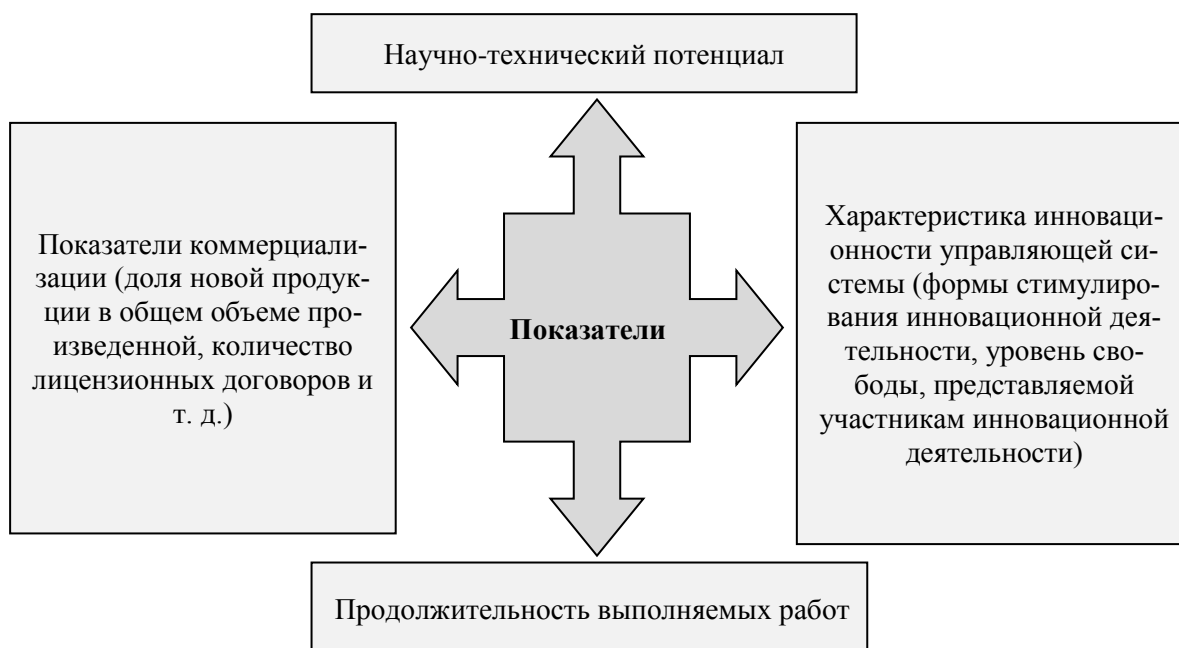 Научно-технический потенциал
Показатели коммерциали-
зации (доля новой продук-
ции в общем объеме про-
изведенной, количество
лицензионных договоров и
т. д.)
Показатели
Характеристика инноваци-
онности управляющей си-
стемы (формы стимулиро-
вания инновационной дея-
тельности, уровень сво-
боды, представляемой
участникам инновационной
деятельности)
Продолжительность выполняемых работ